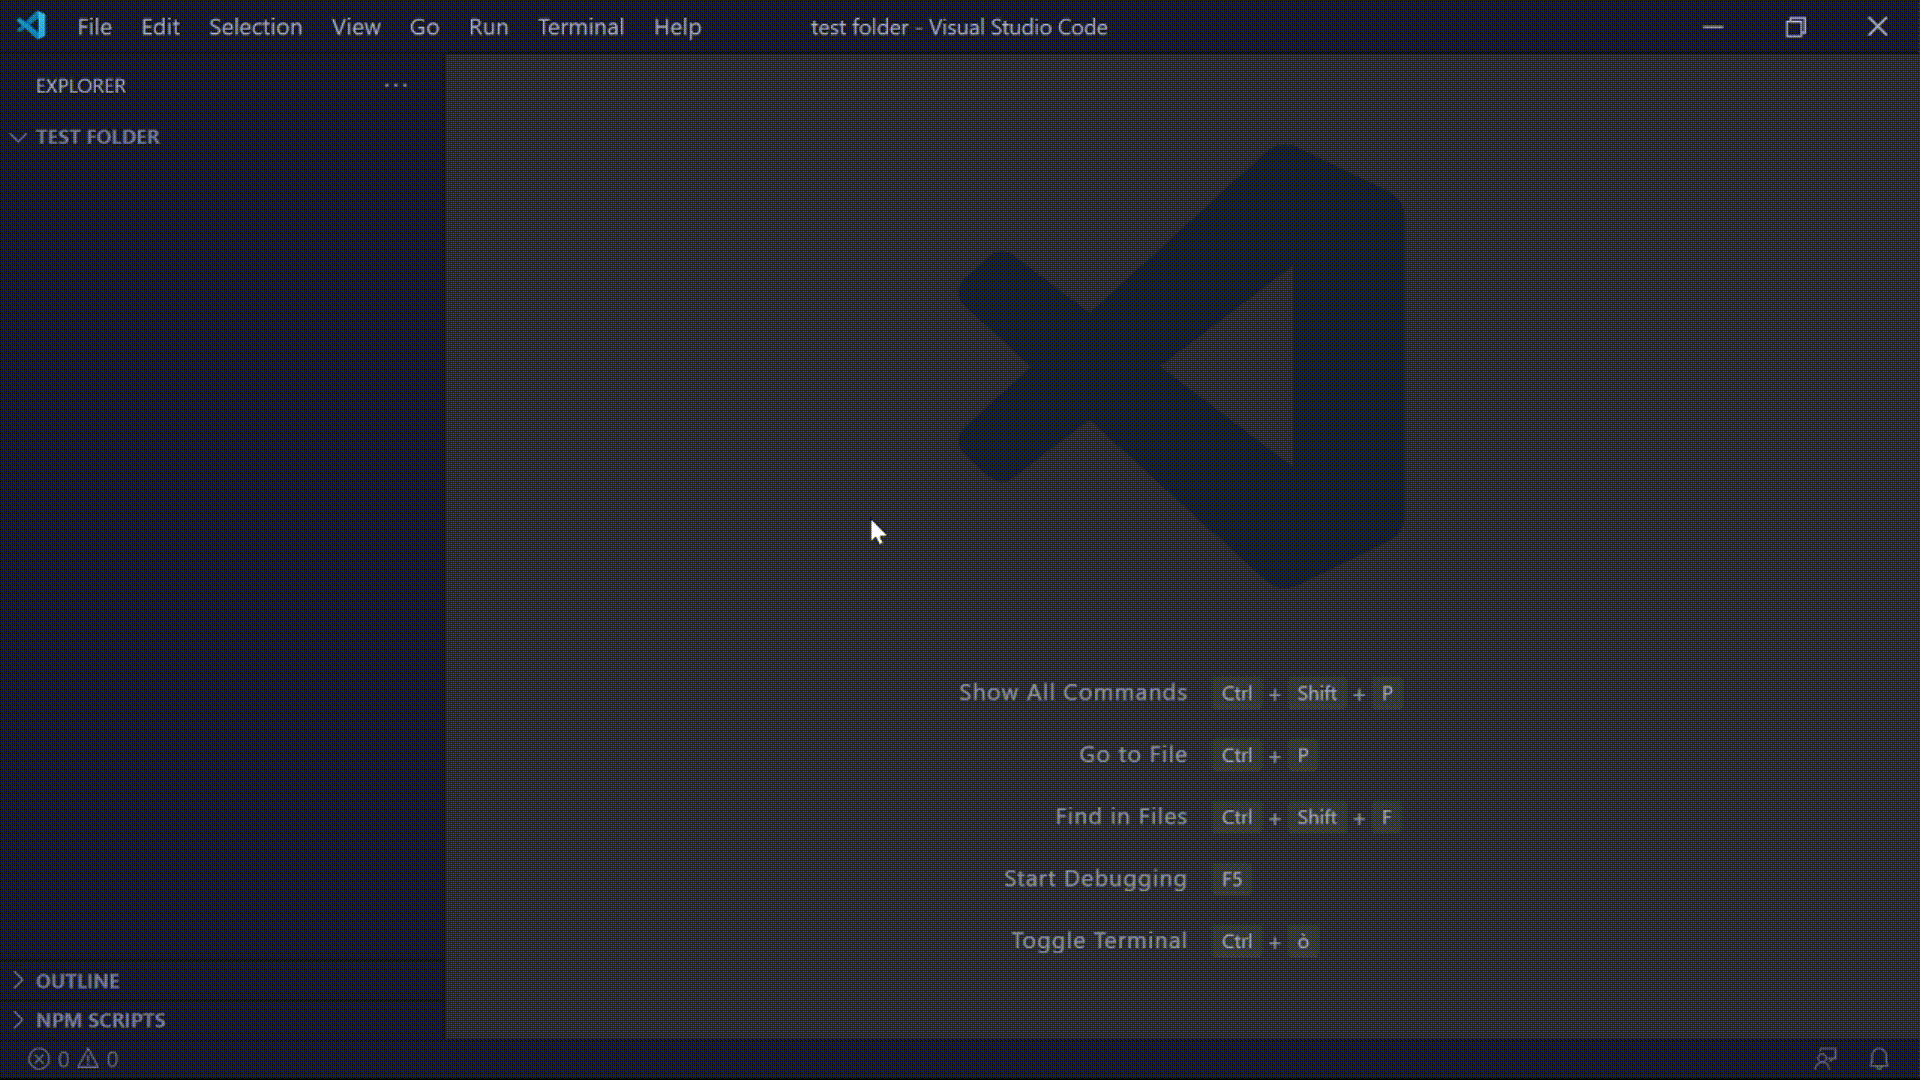 File Edit Selection View Go Run Terminal Help test folder - Visual Studio Code
EXPLORER ...
TEST FOLDER
Show All Commands Ctrl + Shift + P
Go to File Ctrl + P
Find in Files Ctrl + Shift + F
Start Debugging F5
Toggle Terminal Ctrl + ò
OUTLINE
NPM SCRIPTS
0 0